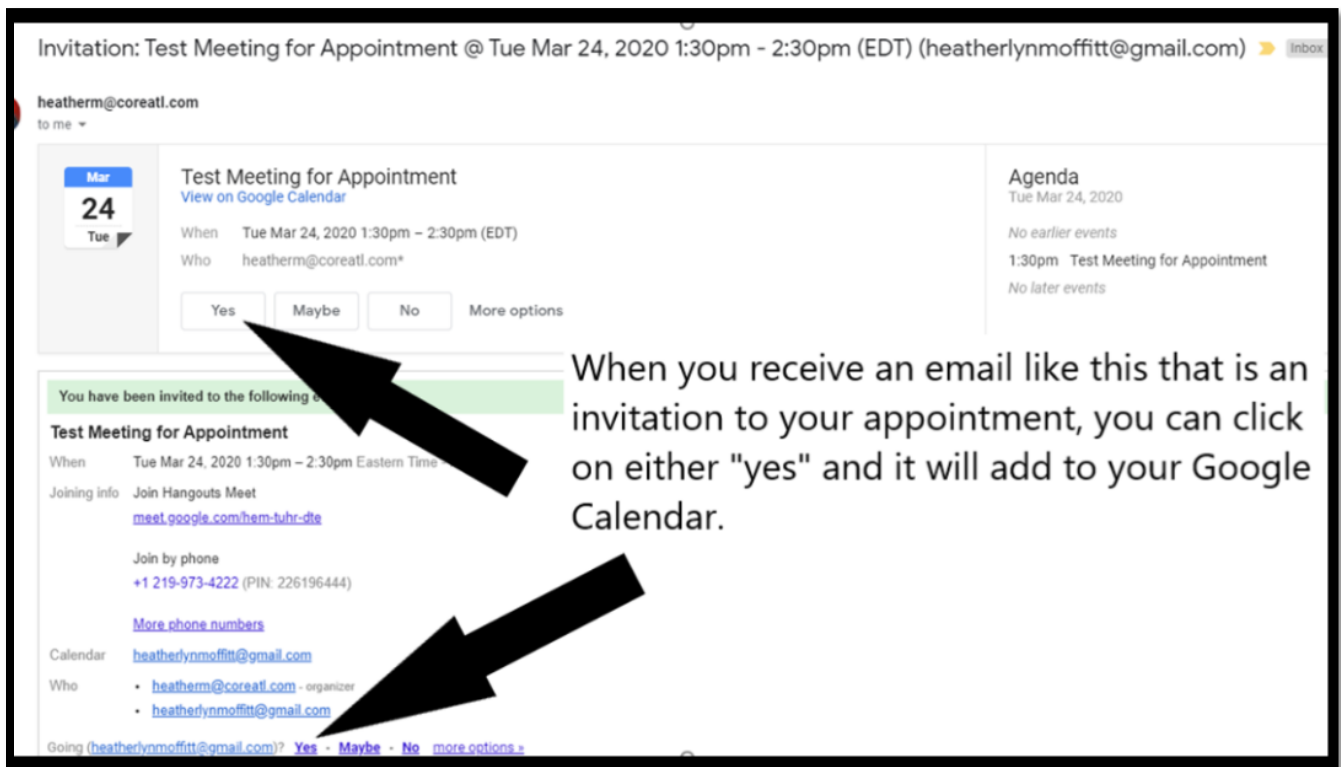 Invitation: Test Meeting for Appointment @ Tue Mar 24, 2020 1:30pm - 2:30pm (EDT) (heatherlynmoffitt@gmail.com) Inbox
heatherm@coreatl.com
to me
Mar
24
Tue
Test Meeting for Appointment
View on Google Calendar
When Tue Mar 24, 2020 1:30pm – 2:30pm (EDT)
Who heatherm@coreatl.com*
Yes Maybe No More options
Agenda
Tue Mar 24, 2020
No earlier events
1:30pm Test Meeting for Appointment
No later events
When you receive an email like this that is an
invitation to your appointment, you can click
on either "yes" and it will add to your Google
Calendar.
You have been invited to the following
Test Meeting for Appointment
When Tue Mar 24, 2020 1:30pm – 2:30pm Eastern Time
Joining info Join Hangouts Meet
meet.google.com/hem-tuhr-dte
Join by phone
+1 219-973-4222 (PIN: 226196444)
More phone numbers
Calendar heatherlynmoffitt@gmail.com
Who • heatherm@coreatl.com - organizer
• heatherlynmoffitt@gmail.com
Going (heatherlynmoffitt@gmail.com)? Yes - Maybe - No more options »